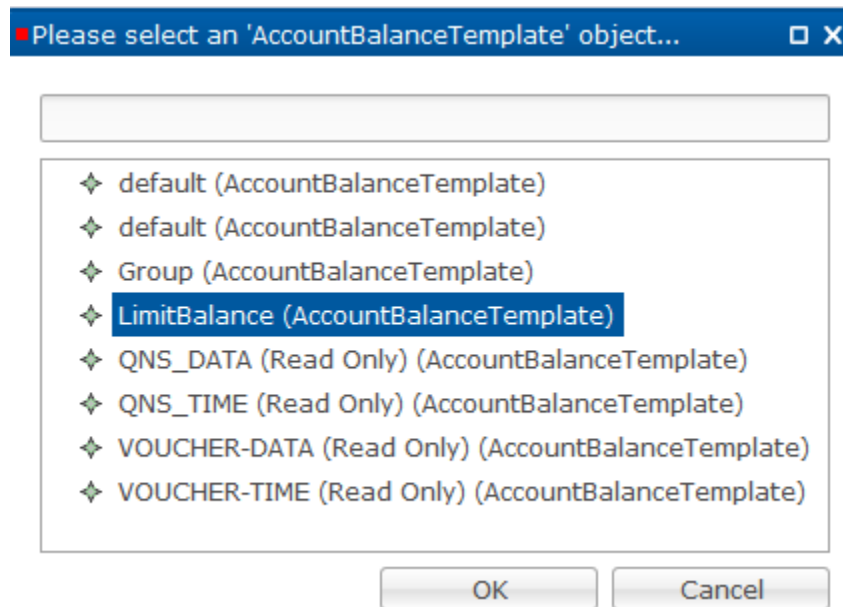 Please select an 'AccountBalanceTemplate' object...
default (AccountBalanceTemplate)
default (AccountBalanceTemplate)
Group (AccountBalanceTemplate)
LimitBalance (AccountBalanceTemplate)
QNS_DATA (Read Only) (AccountBalanceTemplate)
QNS_TIME (Read Only) (AccountBalanceTemplate)
VOUCHER-DATA (Read Only) (AccountBalanceTemplate)
VOUCHER-TIME (Read Only) (AccountBalanceTemplate)
OK Cancel